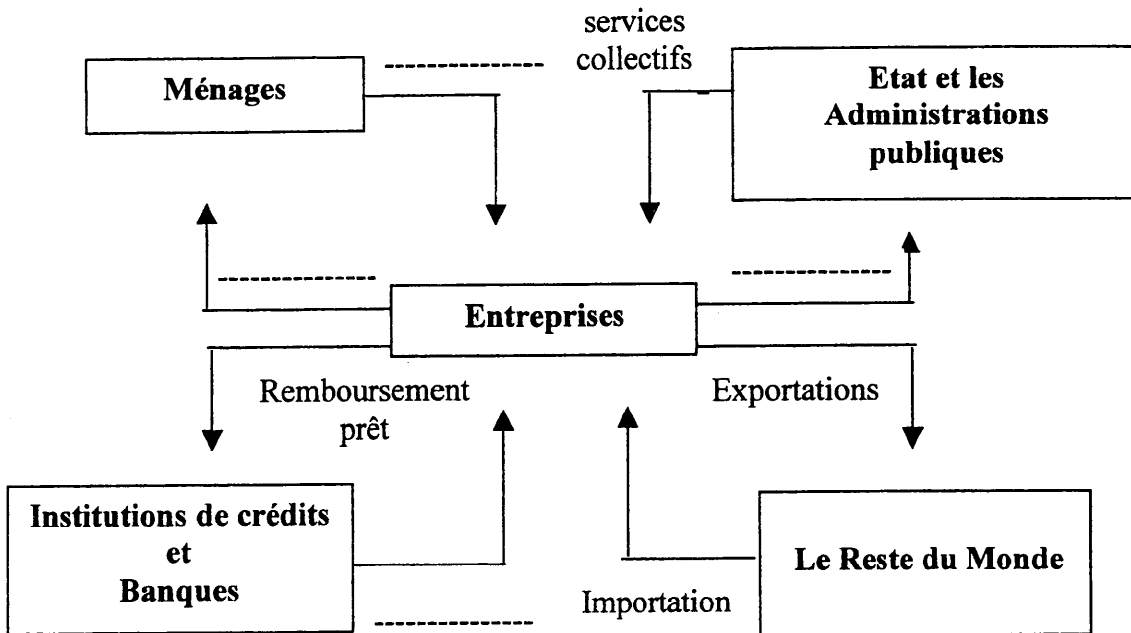 services
collectifs
Ménages
Etat et les
Administrations
publiques
Entreprises
Remboursement
prêt
Exportations
Institutions de crédits
et
Banques
Le Reste du Monde
Importation